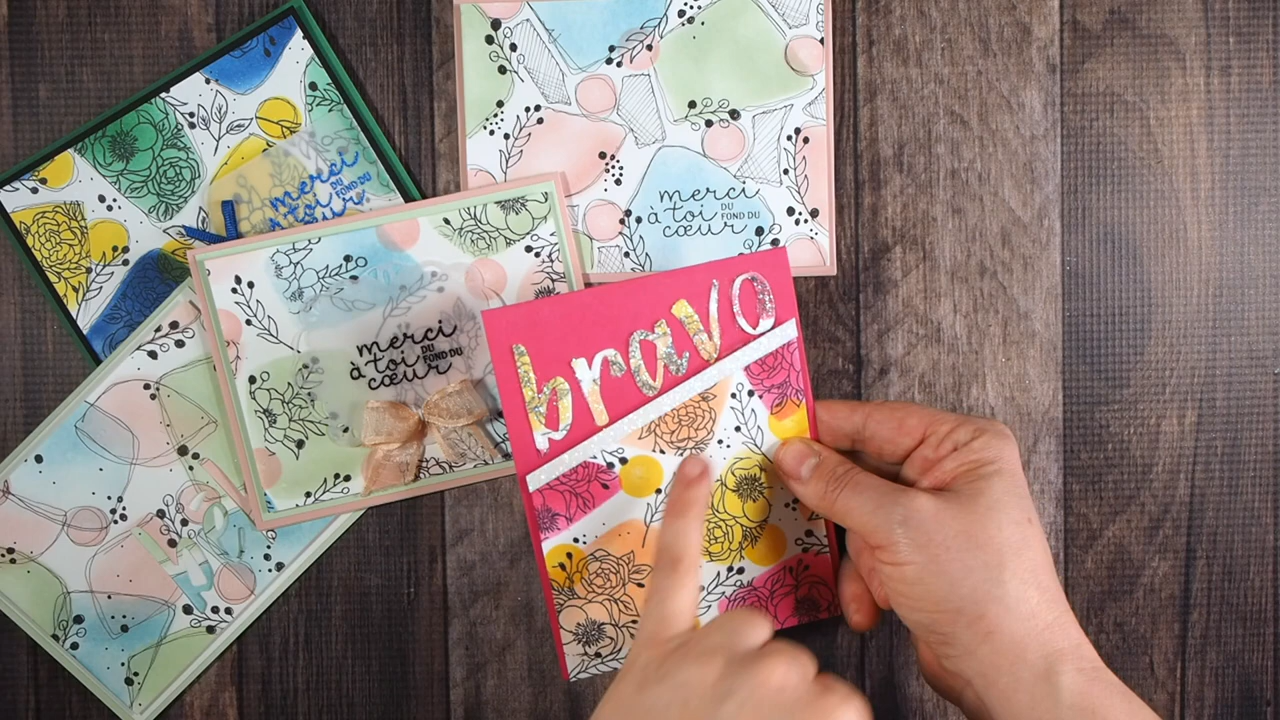 merci
à toi DU
FOND DU
cœur
merci
à toi DU
FOND DU
cœur
merci
à toi DU
FOND DU
cœur
bravo